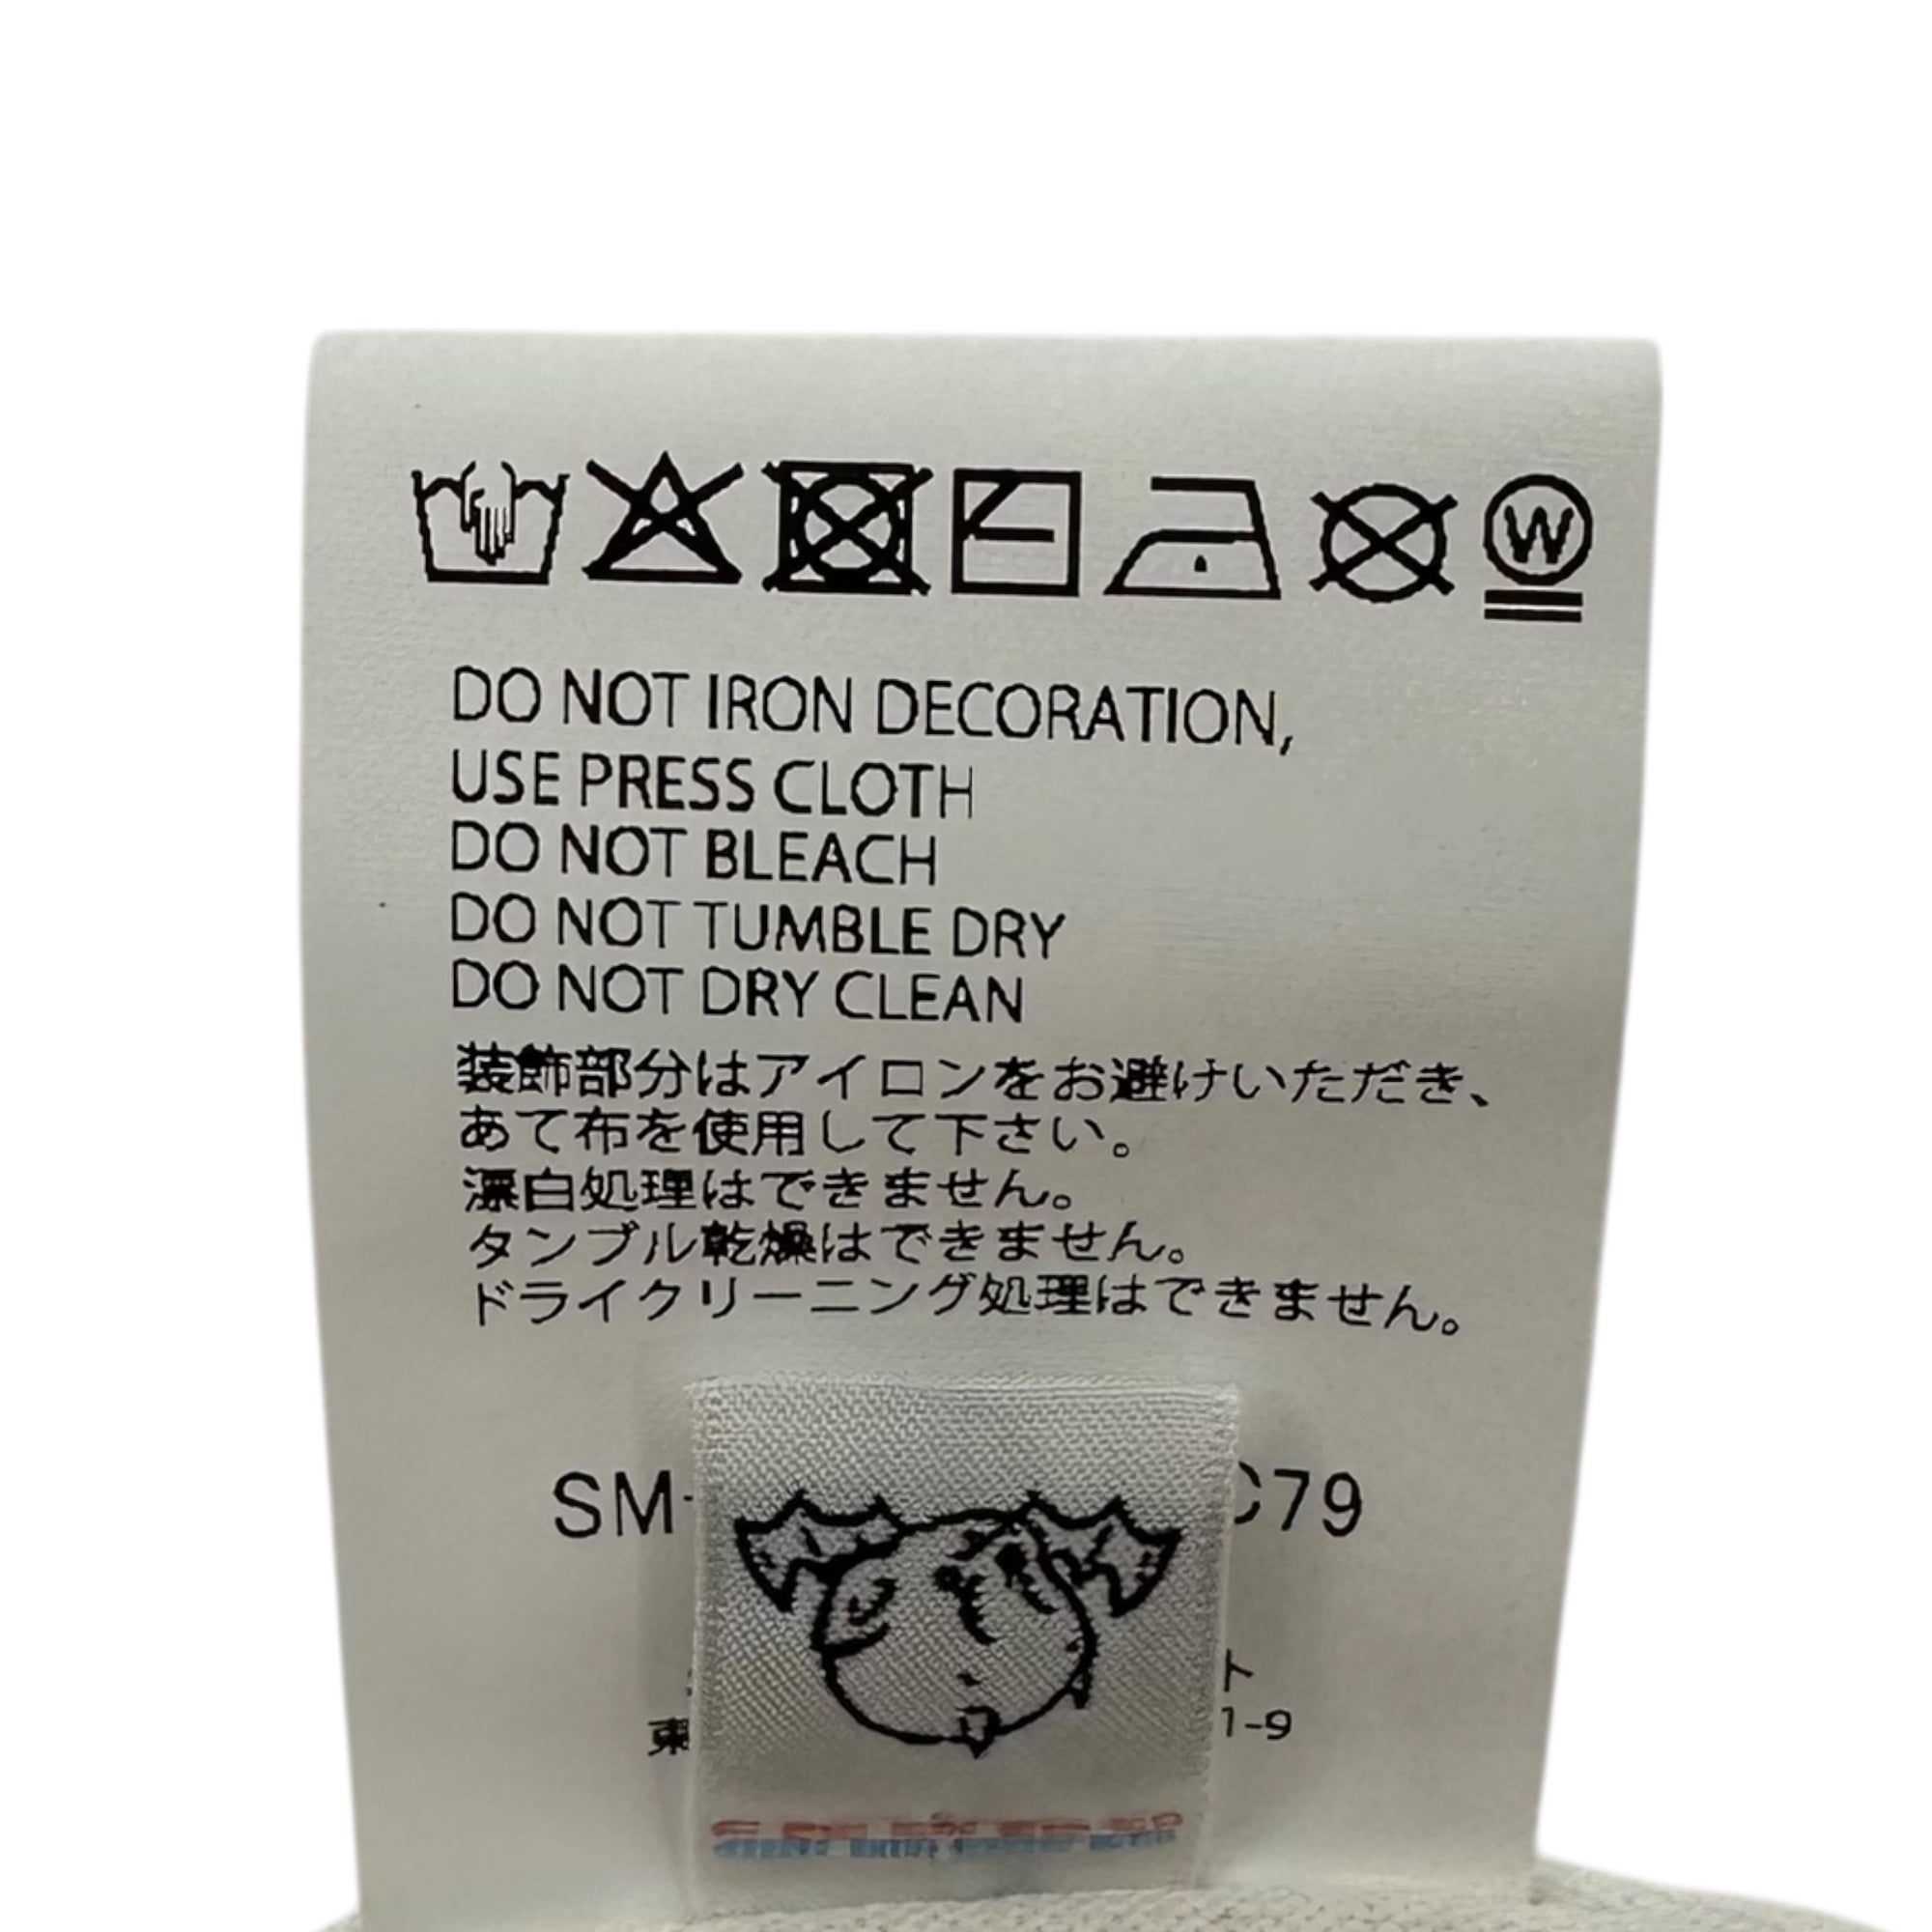 W
DO NOT IRON DECORATION,
USE PRESS CLOTH
DO NOT BLEACH
DO NOT TUMBLE DRY
DO NOT DRY CLEAN
装飾部分はアイロンをお避けいただき、
あて布を使用して下さい。
漂白処理はできません。
タンブル乾燥はできません。
ドライクリーニング処理はできません。
SM- C79
ト
東 1-9